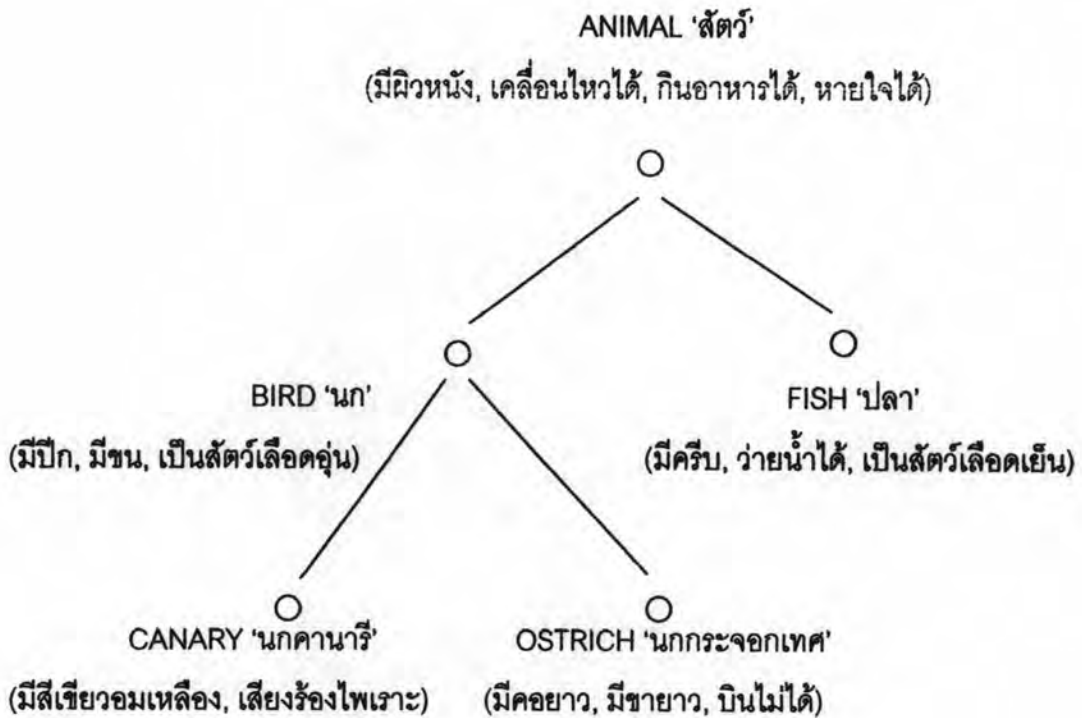 ANIMAL ‘สัตว์’
(มีผิวหนัง, เคลื่อนไหวได้, กินอาหารได้, หายใจได้)
BIRD ‘นก’
FISH ‘ปลา’
(มีปีก, มีขน, เป็นสัตว์เลือดอุ่น)
(มีครีบ, ว่ายน้ำได้, เป็นสัตว์เลือดเย็น)
CANARY ‘นกคานารี’
OSTRICH ‘นกกระจอกเทศ’
(มีสีเขียวอมเหลือง, เสียงร้องไพเราะ)
(มีคอยาว, มีขายาว, บินไม่ได้)